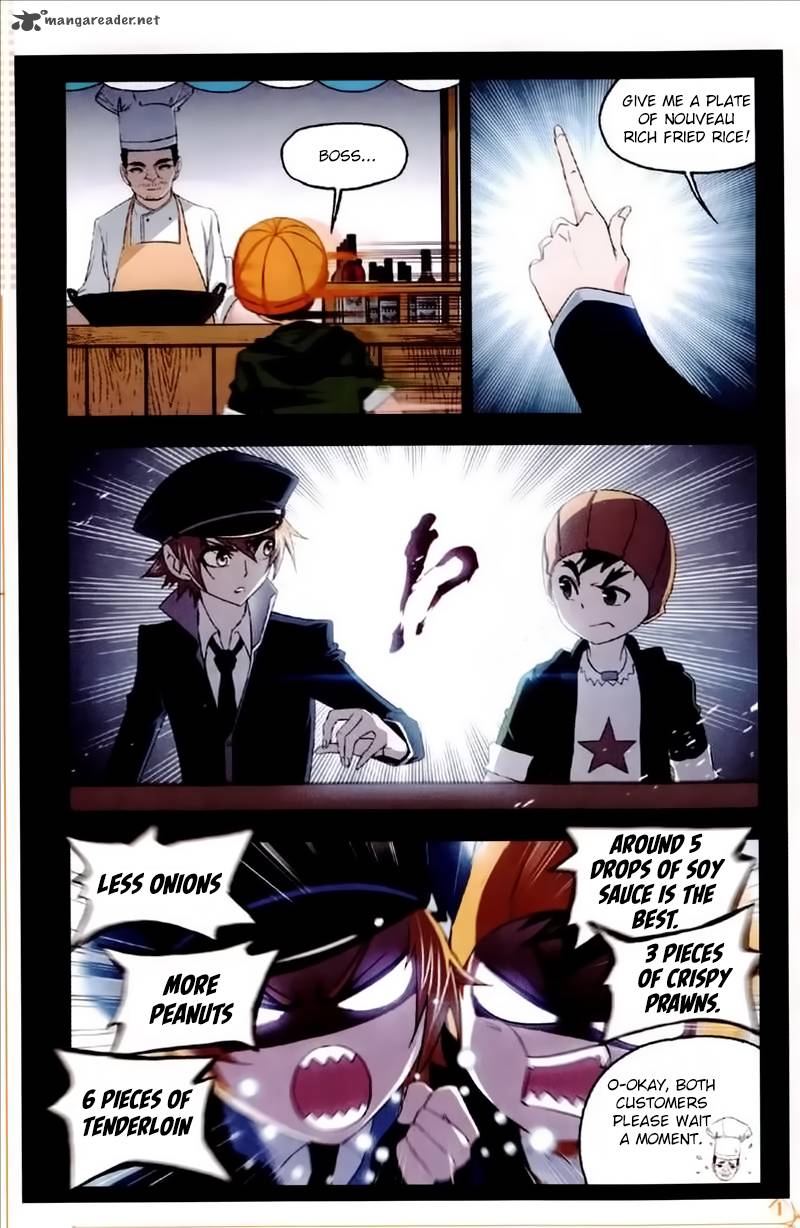 mangareader.net
BOSS...
GIVE ME A PLATE
OF NOUVEAU
RICH FRIED RICE!
!?
LESS ONIONS
MORE
PEANUTS
6 PIECES OF
TENDERLOIN
AROUND 5
DROPS OF SOY
SAUCE IS THE
BEST.
3 PIECES
OF CRISPY
PRAWNS.
O-OKAY, BOTH
CUSTOMERS
PLEASE WAIT
A MOMENT.
1